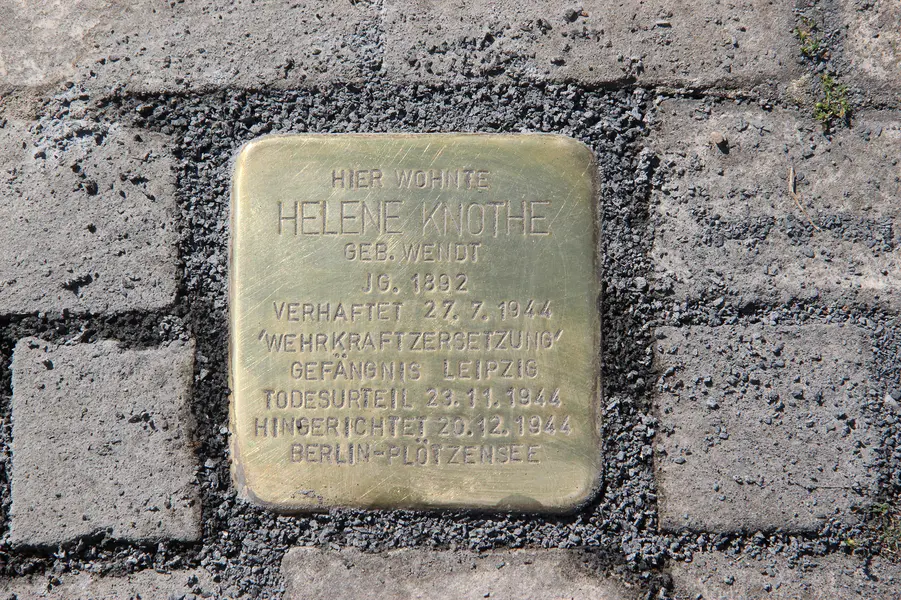 HIER WOHNTE
HELENE KNOTHE
GEB. WENDT
JG. 1892
VERHAFTET 27. 7. 1944
'WEHRKRAFTZERSETZUNG'
GEFÄNGNIS LEIPZIG
TODESURTEIL 23. 11. 1944
HINGERICHTET 20. 12. 1944
BERLIN-PLÖTZENSEE